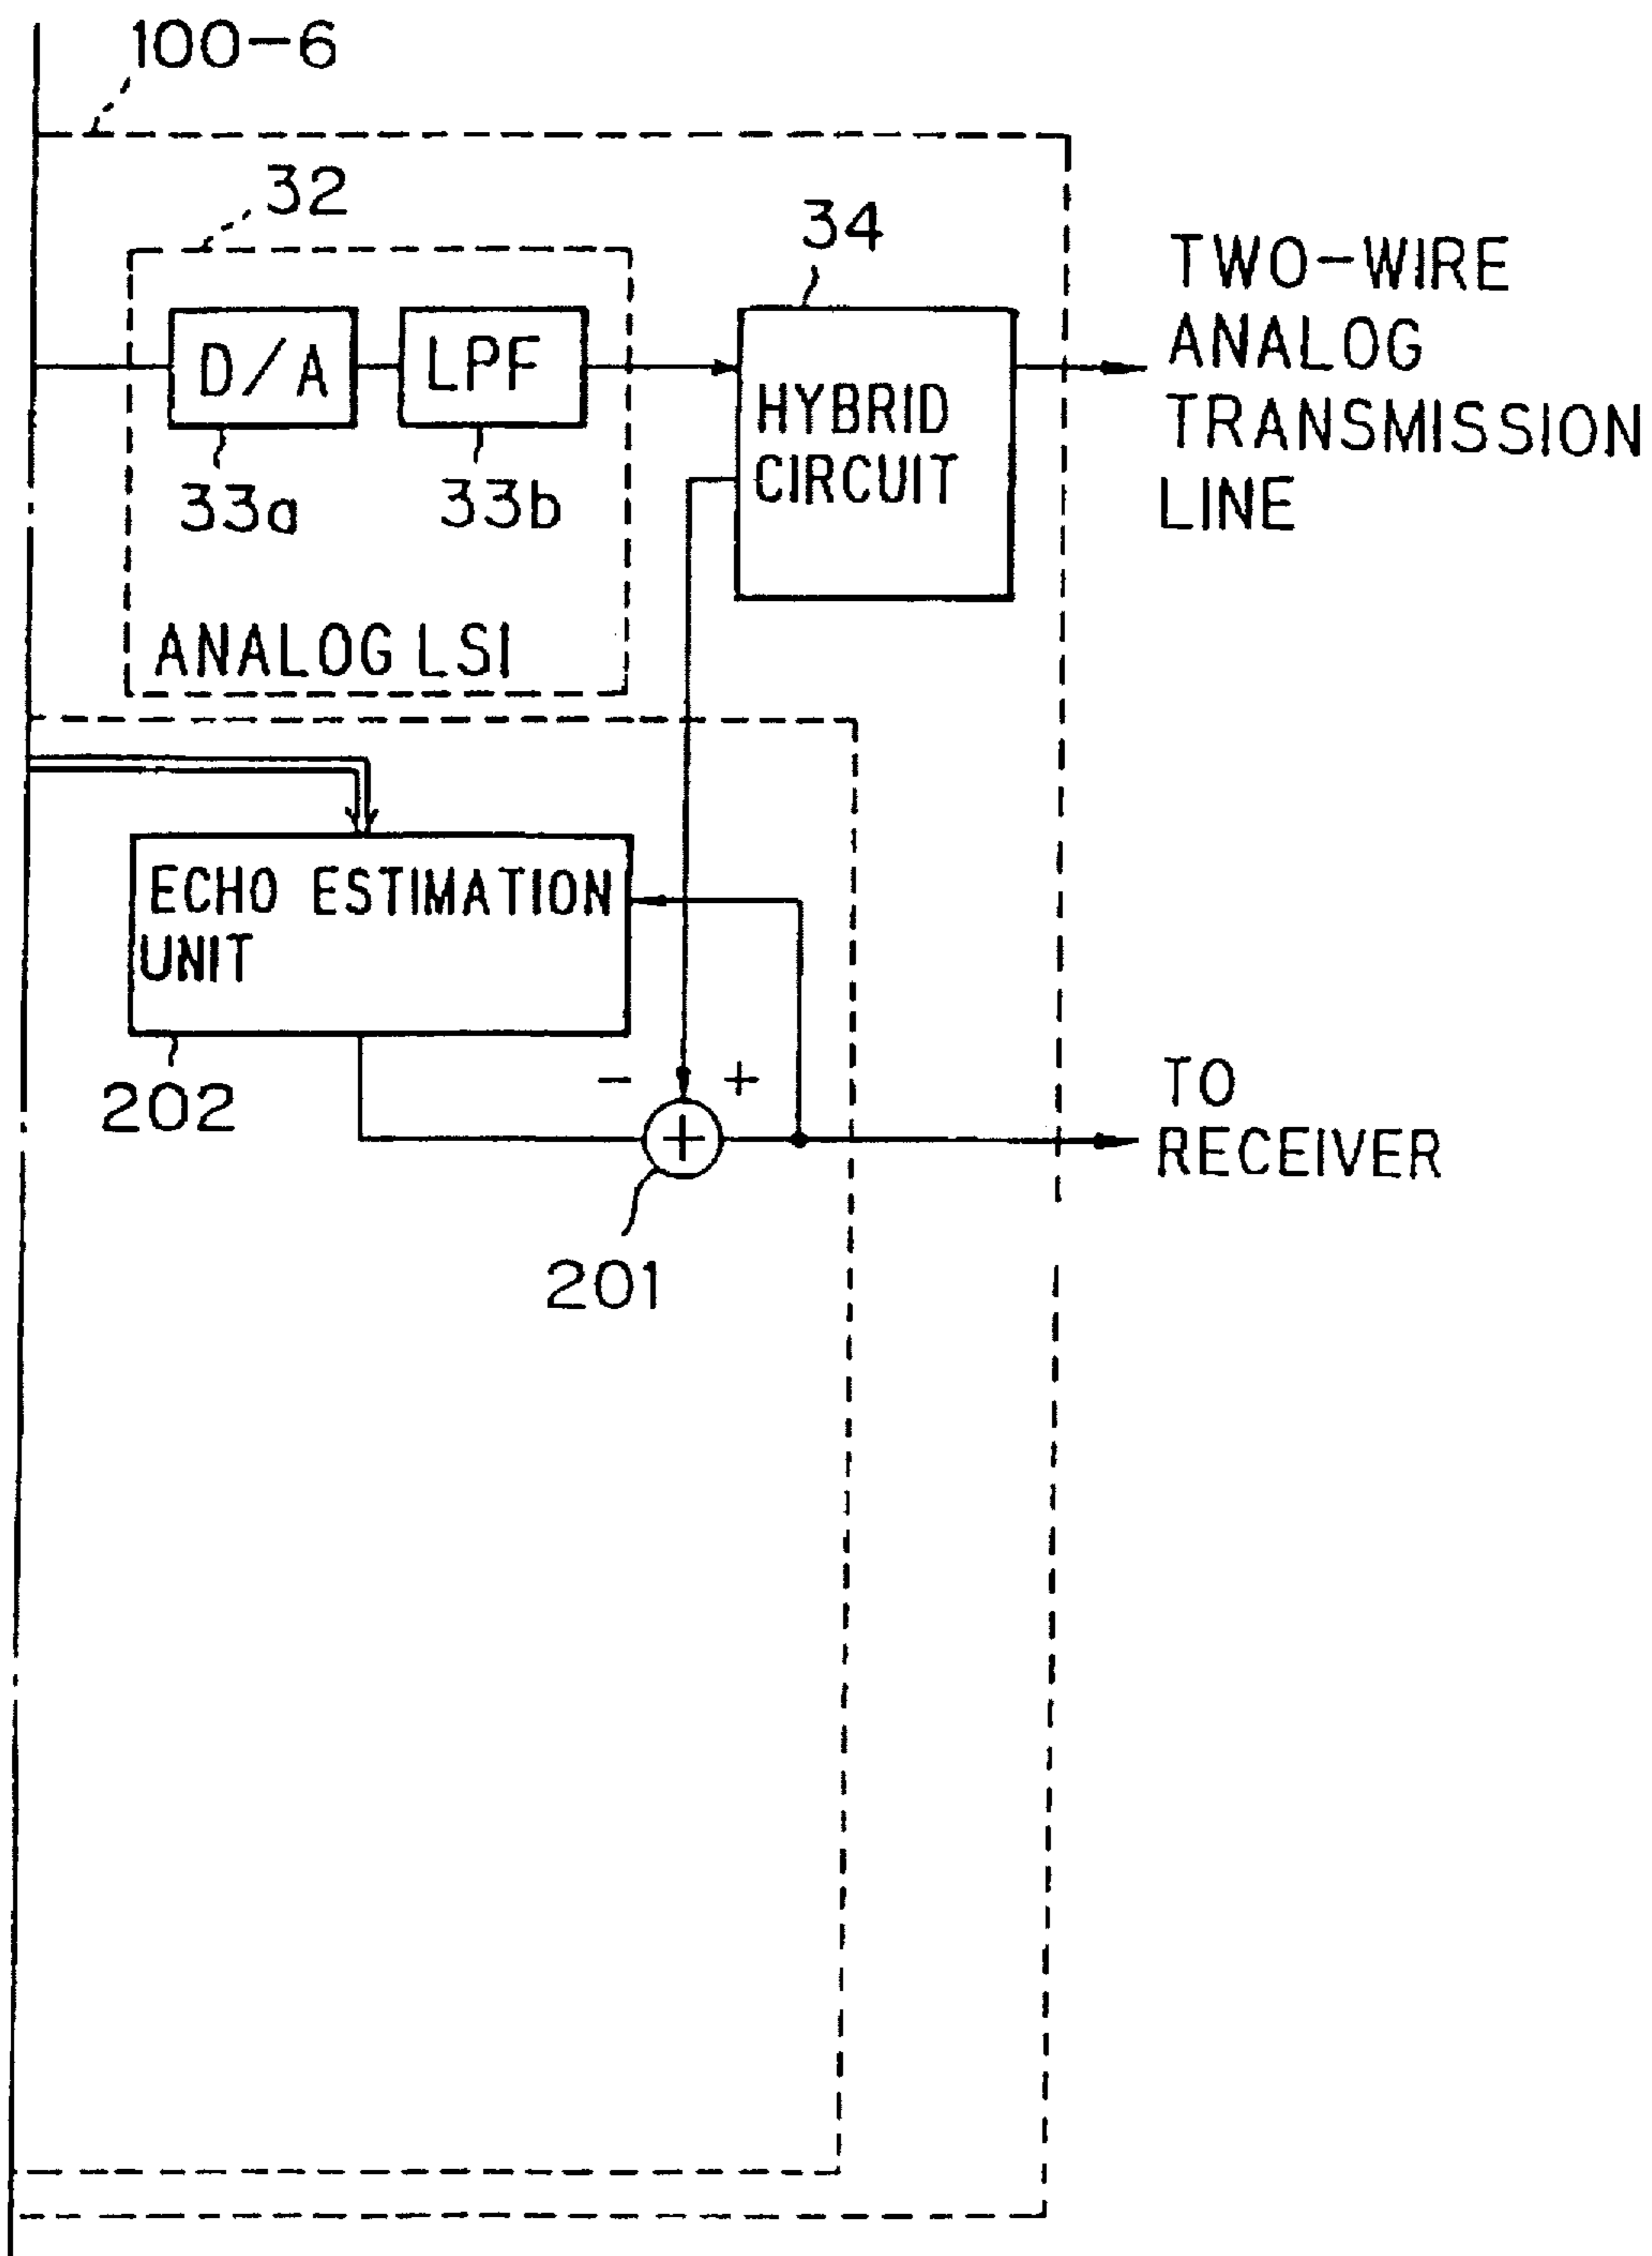 100-6
32
34
TWO-WIRE
ANALOG
TRANSMISSION
LINE
D/A
LPF
HYBRID
CIRCUIT
33a
33b
ANALOG LSI
ECHO ESTIMATION
UNIT
202
-
+
+
TO
RECEIVER
201